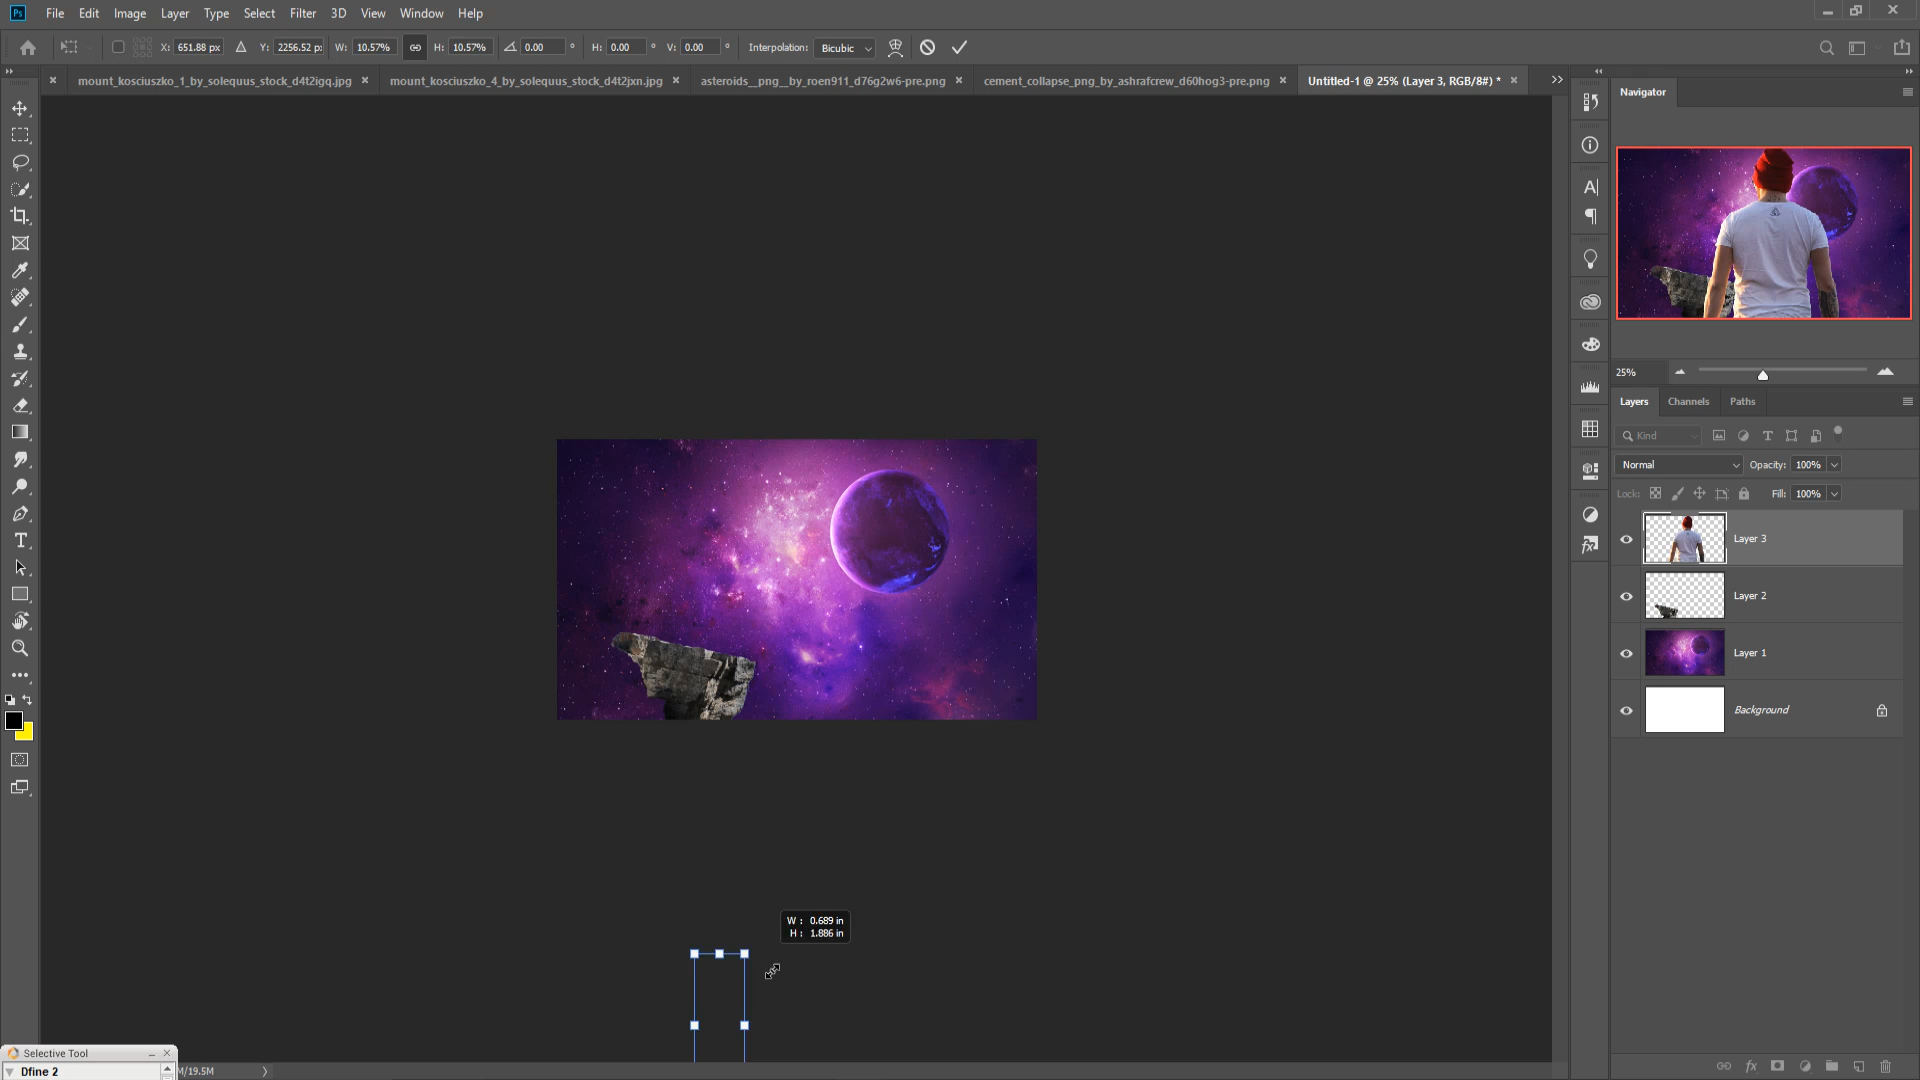 Ps File Edit Image Layer Type Select Filter 3D View Window Help
X: 651.88 px Y: 2256.52 p W: 10.57% H: 10.57% 0.00 ° H: 0.00 ° V: 0.00 ° Interpolation: Bicubic
mount_kosciuszko_1_by_solequus_stock_d4t2igq.jpg × mount_kosciuszko_4_by_solequus_stock_d4t2jxn.jpg × asteroids__png__by_roen911_d76g2w6-pre.png × cement_collapse_png_by_ashrafcrew_d60hog3-pre.png × Untitled-1 @ 25% (Layer 3, RGB/8#) * ×
Navigator
25%
Layers Channels Paths
Kind
Normal Opacity: 100%
Lock: Fill: 100%
Layer 3
Layer 2
Layer 1
Background
W : 0.689 in
H : 1.886 in
Selective Tool
Dfine 2
M/19.5M